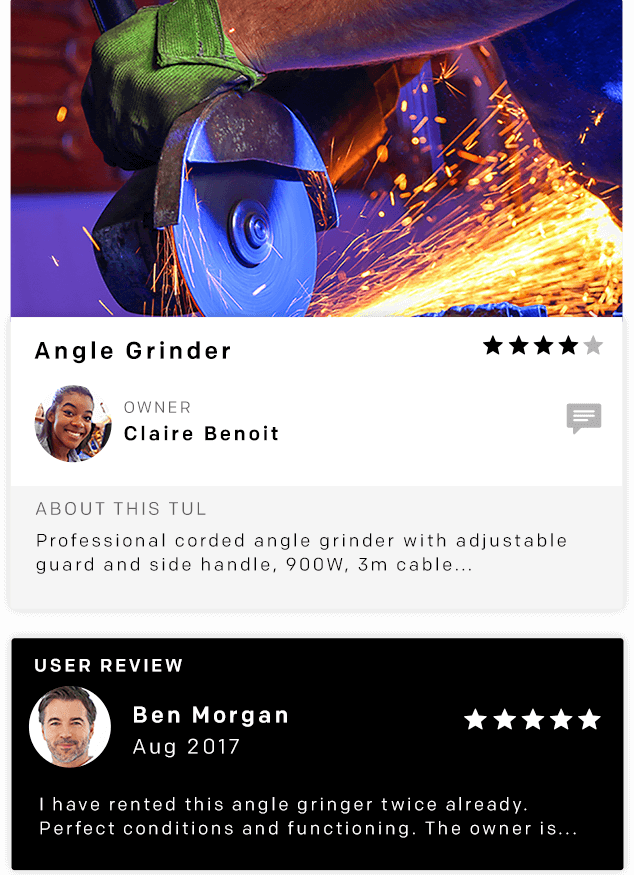 Angle Grinder
OWNER
Claire Benoit
ABOUT THIS TUL
Professional corded angle grinder with adjustable
guard and side handle, 900W, 3m cable...
USER REVIEW
Ben Morgan
Aug 2017
I have rented this angle gringer twice already.
Perfect conditions and functioning. The owner is...